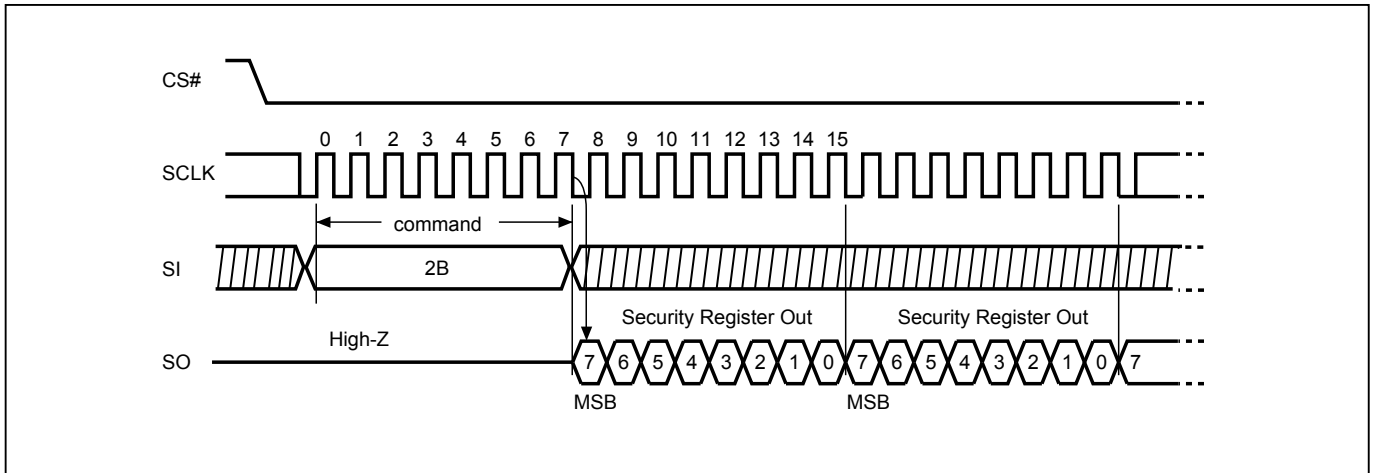 CS#
0 1 2 3 4 5 6 7 8 9 10 11 12 13 14 15
SCLK
command
SI
2B
Security Register Out Security Register Out
High-Z
SO
7 6 5 4 3 2 1 0 7 6 5 4 3 2 1 0 7
MSB MSB